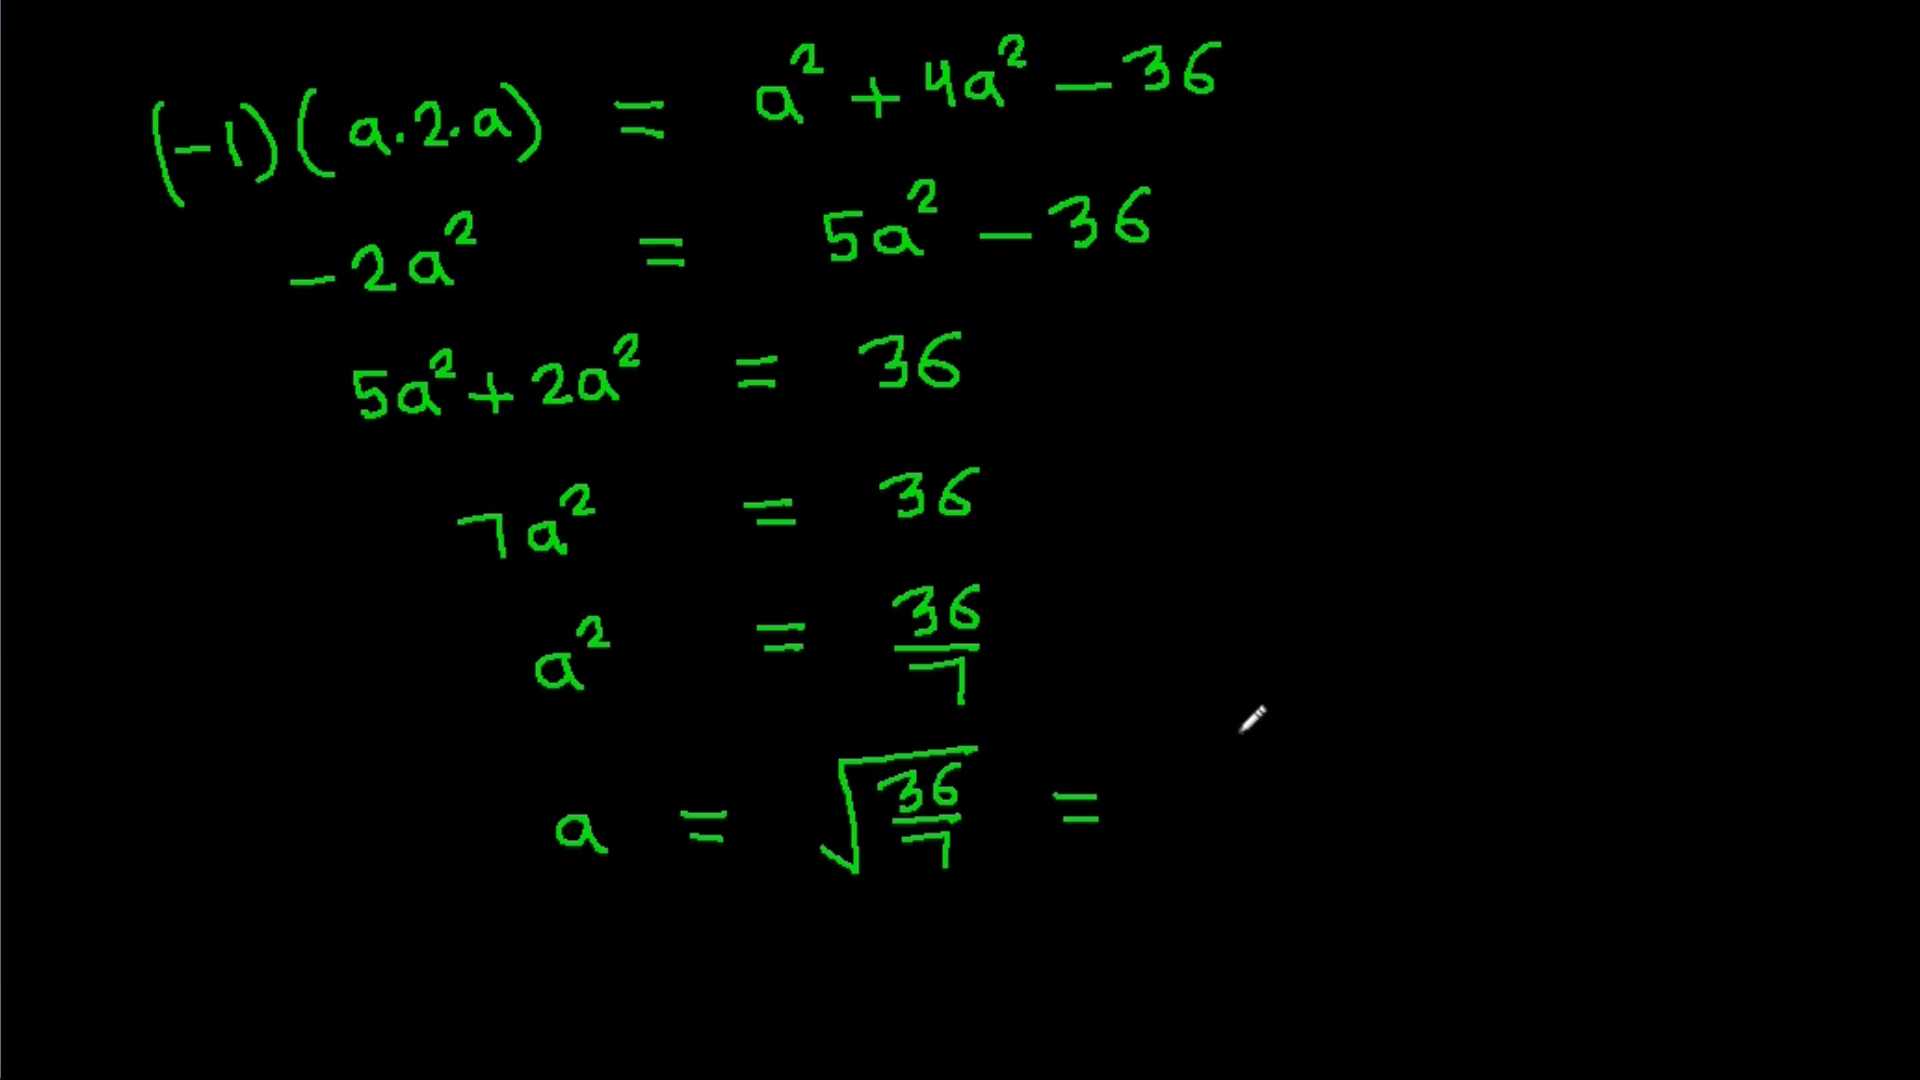 (-1)(a.2.a) = a² + 4a² - 36
-2a² = 5a² - 36
5a² + 2a² = 36
7a² = 36
a² = 36/7
a = √(36/7) =